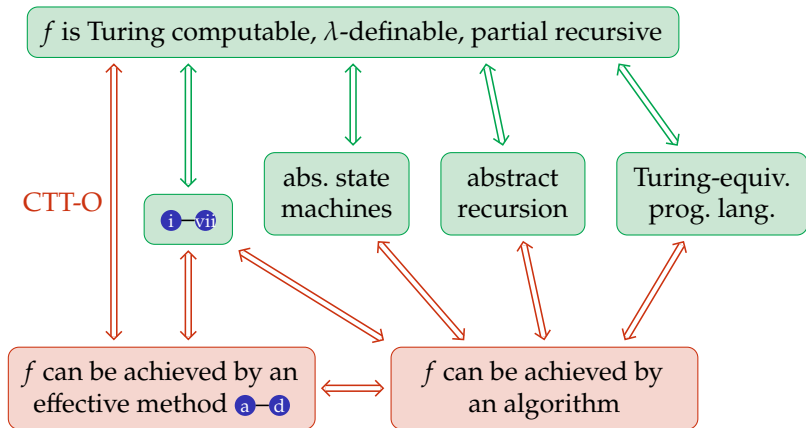 f is Turing computable, λ-definable, partial recursive
abs. state
machines
abstract
recursion
Turing-equiv.
prog. lang.
CTT-O
i–vii
f can be achieved by an
effective method a–d
f can be achieved by
an algorithm